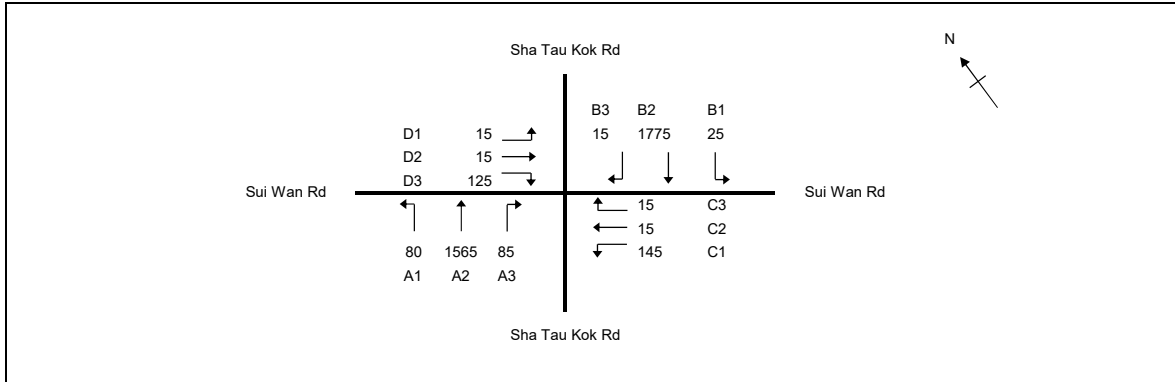 N
Sha Tau Kok Rd
B3 B2 B1
D1 15 15 1775 25
D2 15
D3 125
Sui Wan Rd Sui Wan Rd
15 C3
15 C2
80 1565 85 145 C1
A1 A2 A3
Sha Tau Kok Rd